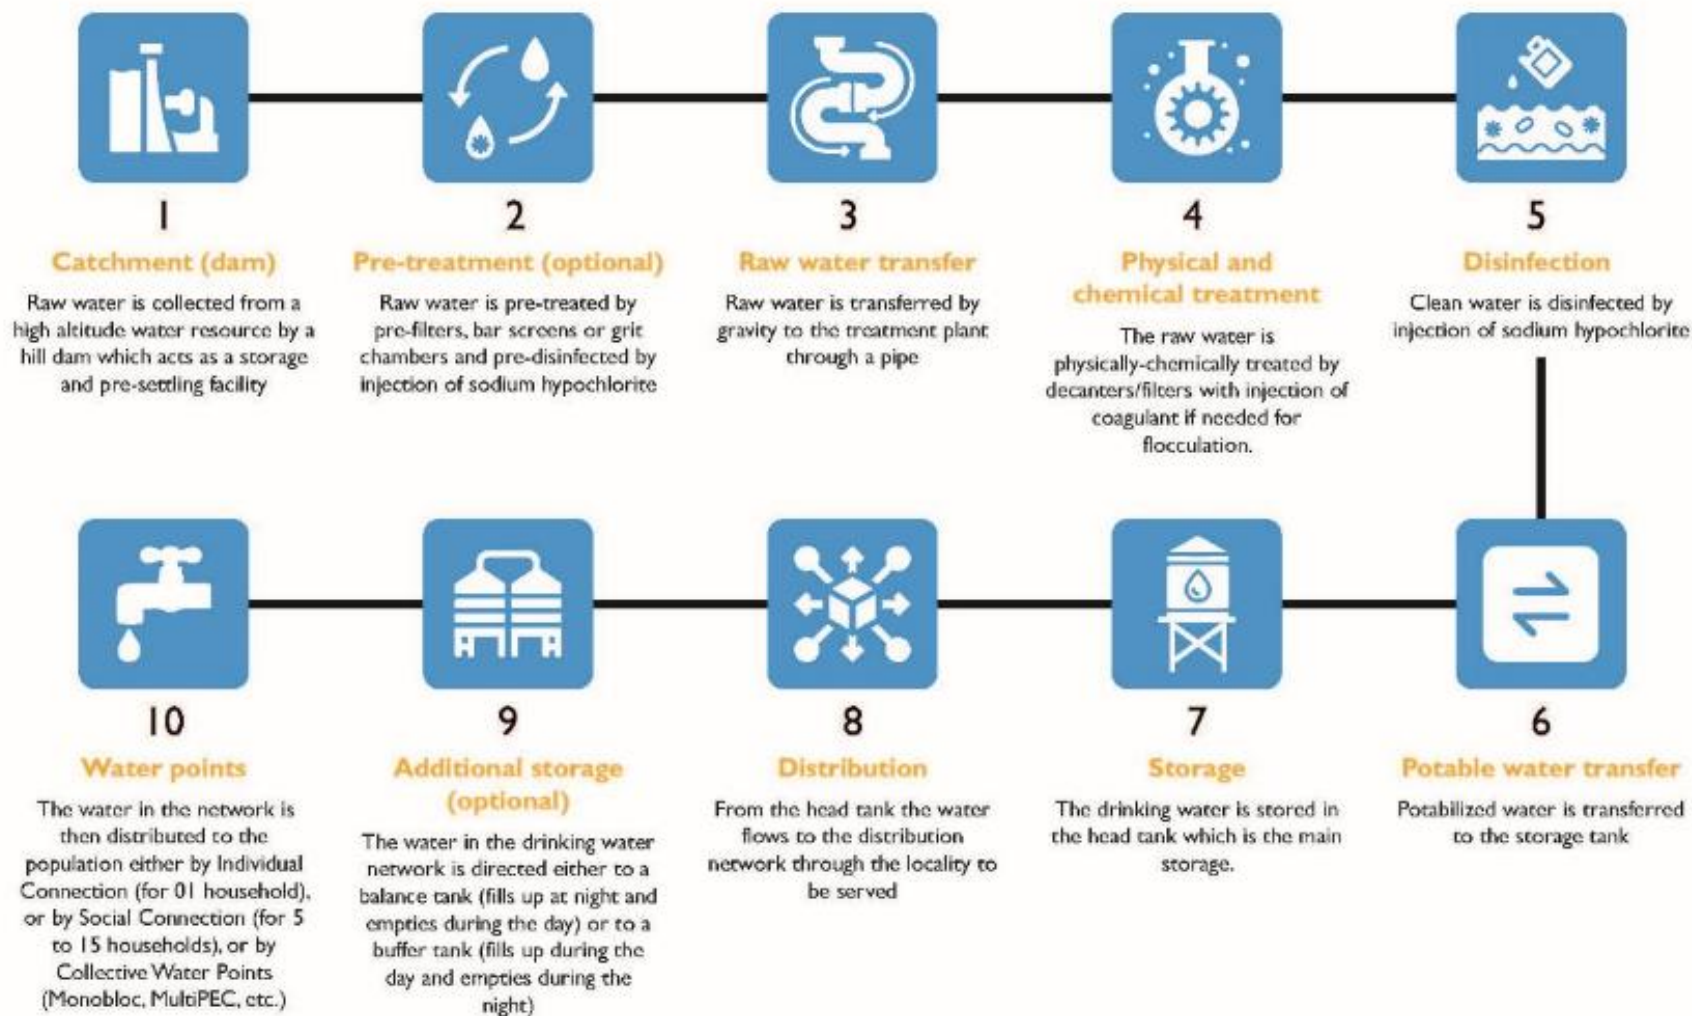 1
Catchment (dam)
Raw water is collected from a
high altitude water resource by a
hill dam which acts as a storage
and pre-settling facility
2
Pre-treatment (optional)
Raw water is pre-treated by
pre-filters, bar screens or grit
chambers and pre-disinfected by
injection of sodium hypochlorite
3
Raw water transfer
Raw water is transferred by
gravity to the treatment plant
through a pipe
4
Physical and
chemical treatment
The raw water is
physically-chemically treated by
decanters/filters with injection of
coagulant if needed for
flocculation.
5
Disinfection
Clean water is disinfected by
injection of sodium hypochlorite
10
Water points
The water in the network is
then distributed to the
population either by Individual
Connection (for 01 household),
or by Social Connection (for 5
to 15 households), or by
Collective Water Points
(Monobloc, MultiPEC, etc.)
9
Additional storage
(optional)
The water in the drinking water
network is directed either to a
balance tank (fills up at night and
empties during the day) or to a
buffer tank (fills up during the
day and empties during the
night)
8
Distribution
From the head tank the water
flows to the distribution
network through the locality to
be served
7
Storage
The drinking water is stored in
the head tank which is the main
storage.
6
Potable water transfer
Potabilized water is transferred
to the storage tank